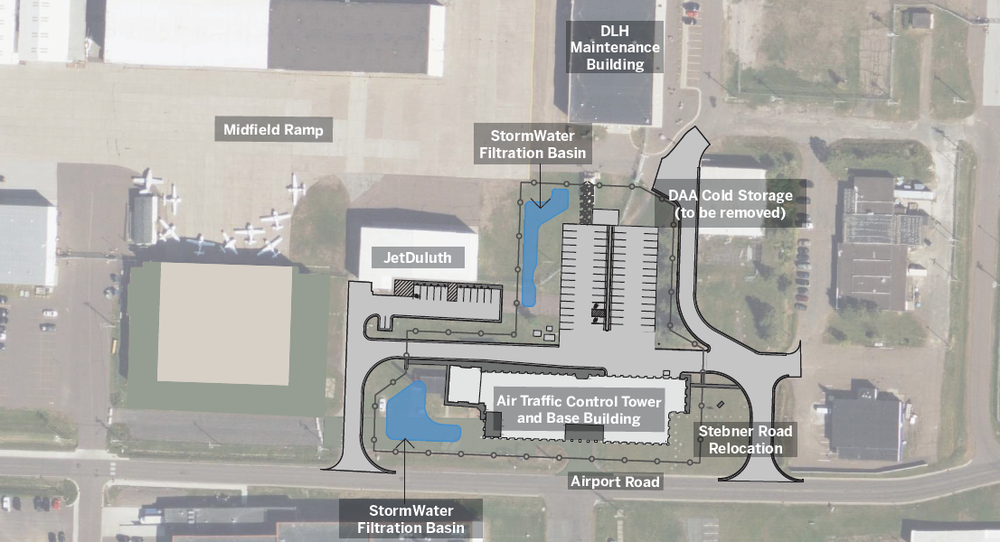 DLH
Maintenance
Building
Midfield Ramp
StormWater
Filtration Basin
DAA Cold Storage
(to be removed)
JetDuluth
Air Traffic Control Tower
and Base Building
Stebner Road
Relocation
Airport Road
StormWater
Filtration Basin